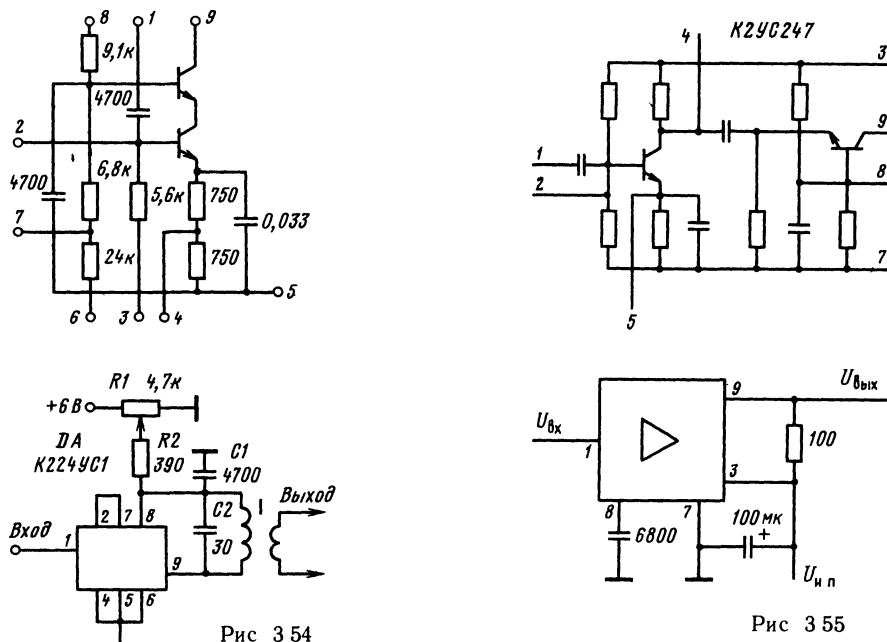 8 1 9
9,1к
4700
2
6,8к
4700
5,6к
750
0,033
7
24к
750
5
6 3 4
R1 4,7к
+6В
DA
К224УС1
R2
390
C1
4700
2 7 8
C2
30
Выход
Вход
1
9
4 5 6
Рис 3 54
4 К2УС247
3
9
1
2
8
7
5
Uвх
1
9
Uвых
100
3
8 7
6800
100 мк
+
Uи п
Рис 3 55